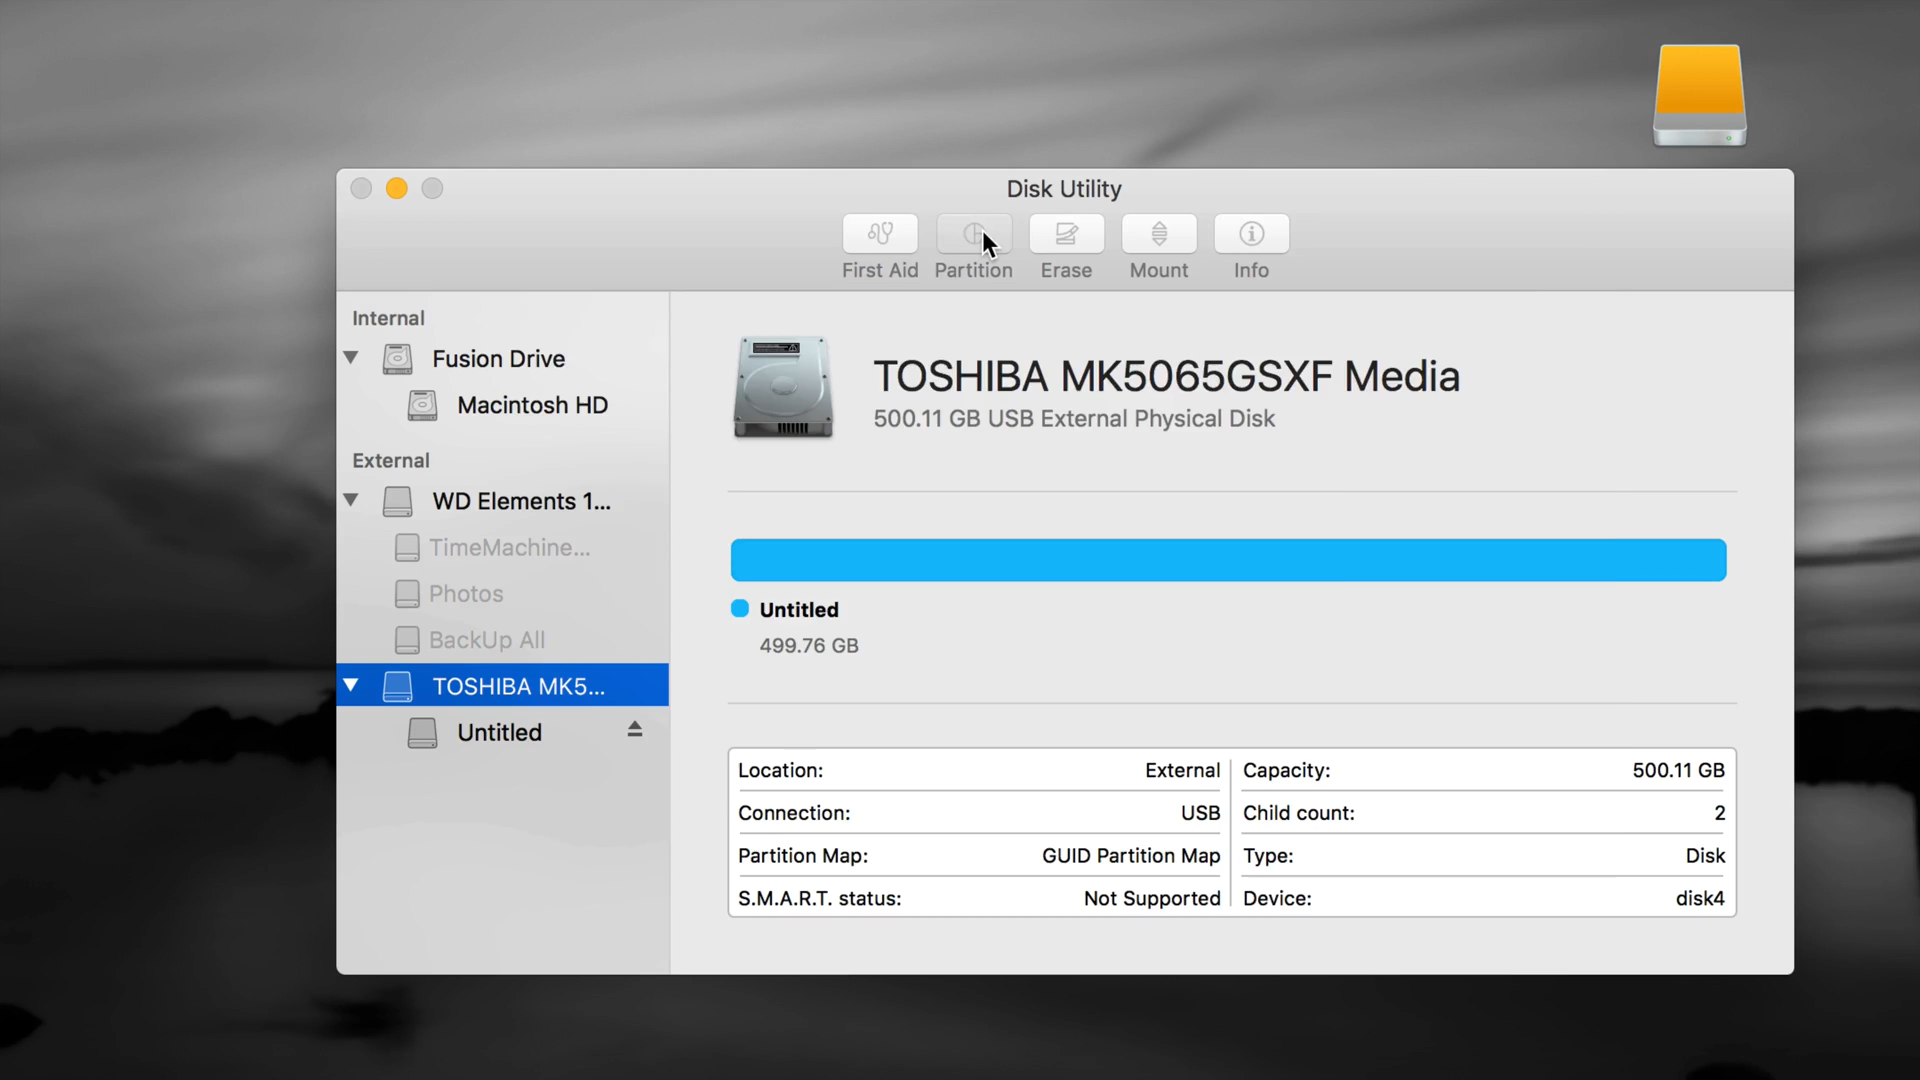 Disk Utility
First Aid Partition Erase Mount Info
Internal
Fusion Drive
Macintosh HD
External
WD Elements 1...
TimeMachine...
Photos
BackUp All
TOSHIBA MK5...
Untitled
TOSHIBA MK5065GSXF Media
500.11 GB USB External Physical Disk
Untitled
499.76 GB
Location: External Capacity: 500.11 GB
Connection: USB Child count: 2
Partition Map: GUID Partition Map Type: Disk
S.M.A.R.T. status: Not Supported Device: disk4